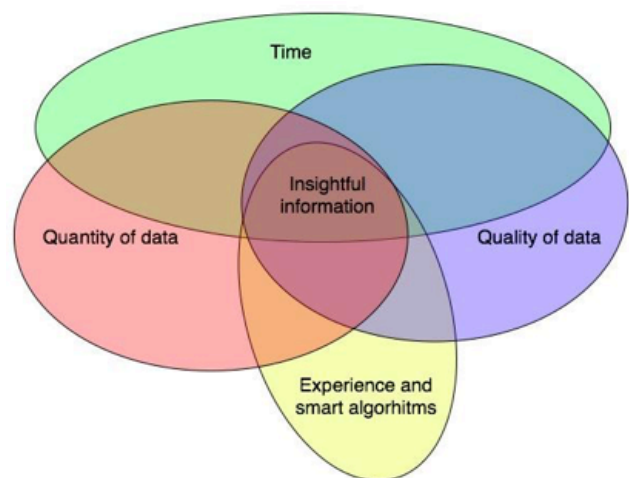 Time
Insightful
information
Quantity of data
Quality of data
Experience and
smart algorhitms